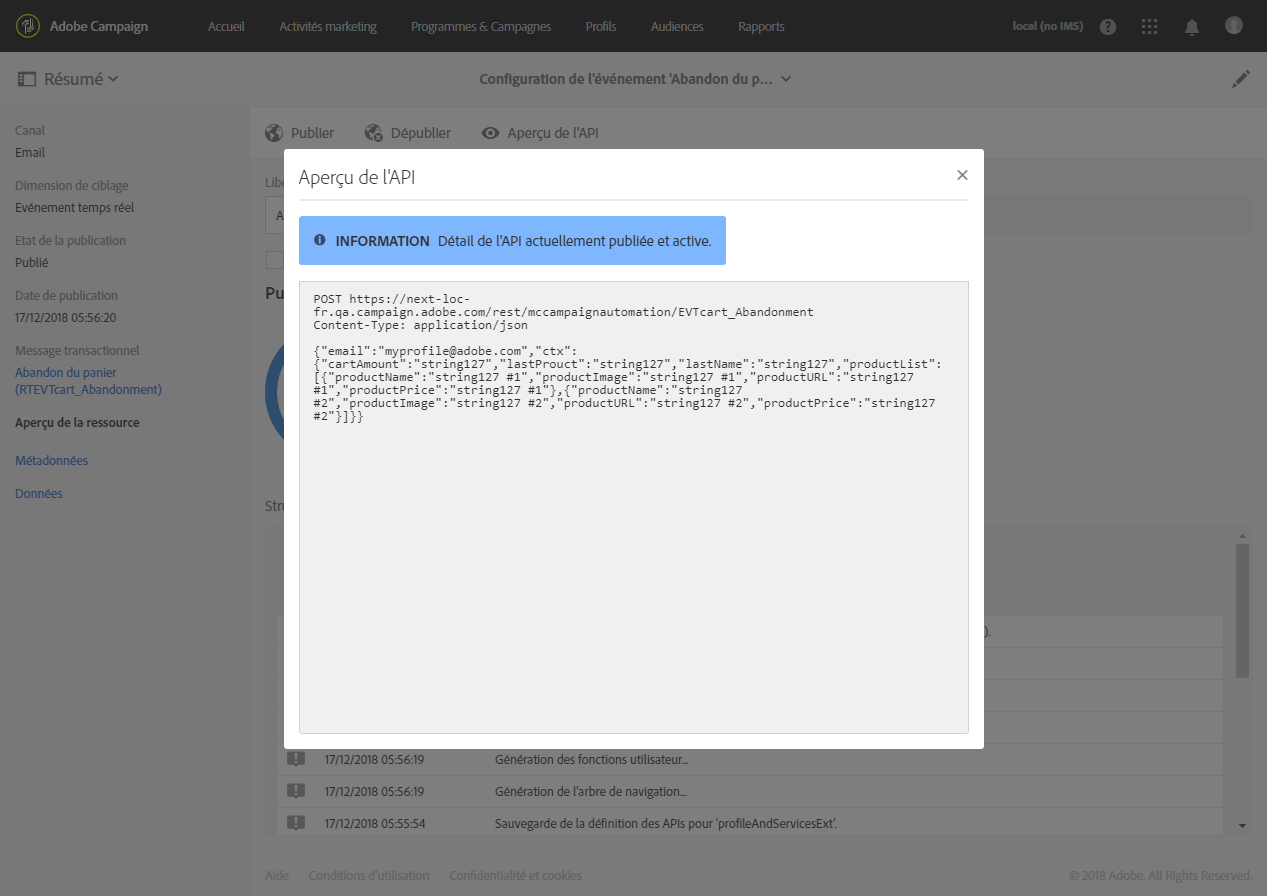 Adobe Campaign
Accueil
Activités marketing
Programmes & Campagnes
Profils
Audiences
Rapports
local (no IMS)
Résumé
Configuration de l'événement 'Abandon du p...
Canal
Email
Dimension de ciblage
Evénement temps réel
Etat de la publication
Publié
Date de publication
17/12/2018 05:56:20
Message transactionnel
Abandon du panier
(RTEVTcart_Abandonment)
Aperçu de la ressource
Métadonnées
Données
Publier
Dépublier
Aperçu de l'API
Aperçu de l'API
INFORMATION Détail de l'API actuellement publiée et active.
POST https://next-loc-
fr.qa.campaign.adobe.com/rest/mccampaignautomation/EVTcart_Abandonment
Content-Type: application/json
{"email":"myprofile@adobe.com","ctx":
{"cartAmount":"string127","lastProuct":"string127","lastName":"string127","productList":
[{"productName":"string127 #1","productImage":"string127 #1","productURL":"string127
#1","productPrice":"string127 #1"},{"productName":"string127
#2","productImage":"string127 #2","productURL":"string127 #2","productPrice":"string127
#2"}]}}
).
17/12/2018 05:56:19 Génération des fonctions utilisateur...
17/12/2018 05:56:19 Génération de l'arbre de navigation...
17/12/2018 05:55:54 Sauvegarde de la définition des APIs pour 'profileAndServicesExt'.
Aide
Conditions d'utilisation
Confidentialité et cookies
© 2018 Adobe. All Rights Reserved.